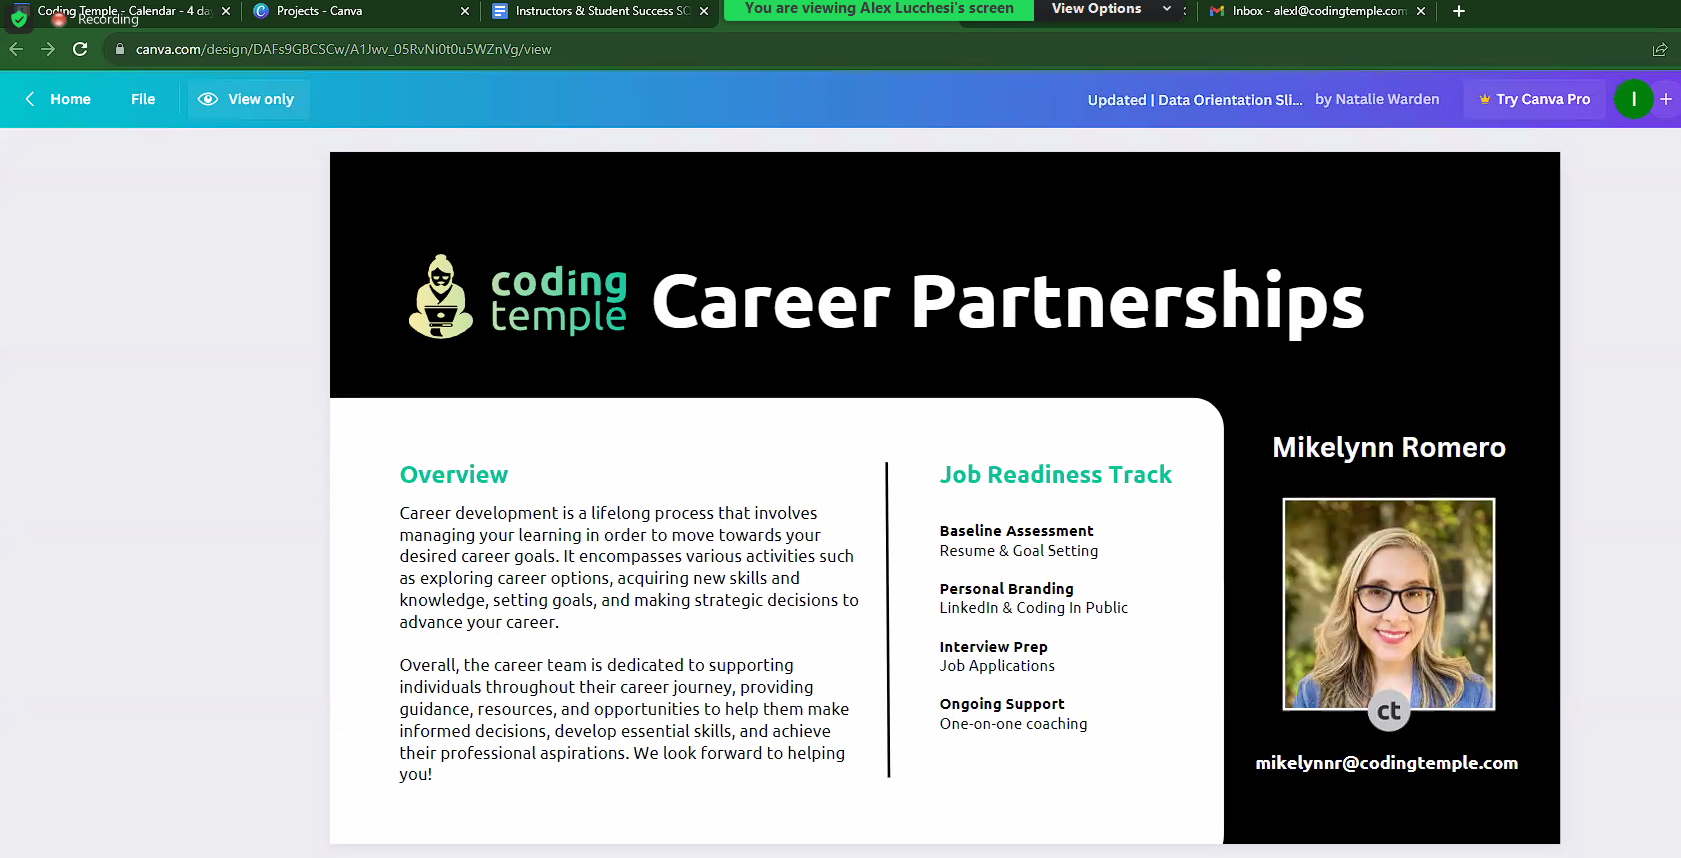 Coding Temple - Calendar - 4 da
Recording
Projects - Canva
Instructors & Student Success SC
You are viewing Alex Lucchesi's screen
View Options
Inbox - alexl@codingtemple.com
canva.com/design/DAFs9GBCSCw/A1Jwv_05RvNi0t0u5WZnVg/view
Home
File
View only
Updated | Data Orientation Sli...
by Natalie Warden
Try Canva Pro
I
coding
temple
Career Partnerships
Overview
Career development is a lifelong process that involves
managing your learning in order to move towards your
desired career goals. It encompasses various activities such
as exploring career options, acquiring new skills and
knowledge, setting goals, and making strategic decisions to
advance your career.
Overall, the career team is dedicated to supporting
individuals throughout their career journey, providing
guidance, resources, and opportunities to help them make
informed decisions, develop essential skills, and achieve
their professional aspirations. We look forward to helping
you!
Job Readiness Track
Baseline Assessment
Resume & Goal Setting
Personal Branding
LinkedIn & Coding In Public
Interview Prep
Job Applications
Ongoing Support
One-on-one coaching
Mikelynn Romero
ct
mikelynnr@codingtemple.com